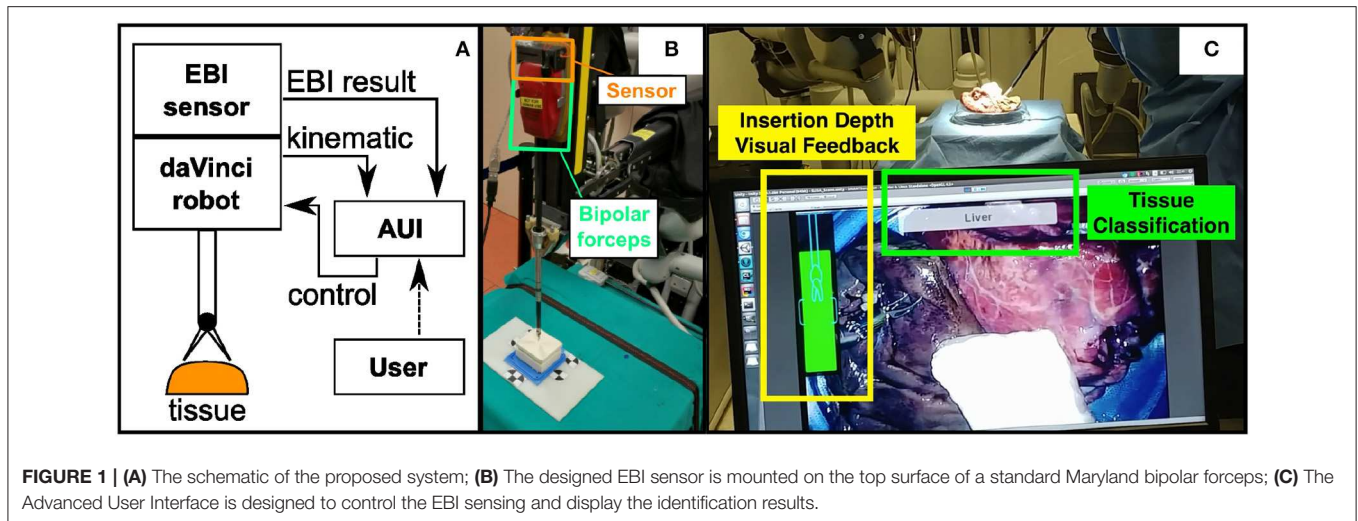 A
EBI
sensor
EBI result
kinematic
daVinci
robot
AUI
control
User
tissue
B
Sensor
Bipolar
forceps
C
Insertion Depth
Visual Feedback
Liver
Tissue
Classification
FIGURE 1 | (A) The schematic of the proposed system; (B) The designed EBI sensor is mounted on the top surface of a standard Maryland bipolar forceps; (C) The
Advanced User Interface is designed to control the EBI sensing and display the identification results.